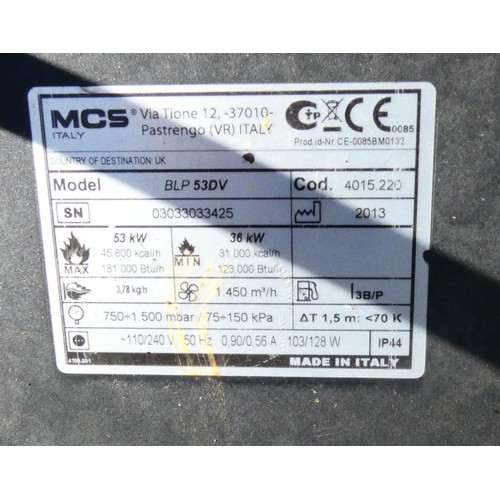 MCS® Via Tione 12, -37010-
ITALY Pastrengo (VR) ITALY
CE 0085
Prod.id-Nr CE-0085BM0132
COUNTRY OF DESTINATION: UK
Model BLP 53DV Cod. 4015.220
SN 03033033425 2013
53 kW 36 kW
45.600 kcal/h 31.000 kcal/h
MAX 181.000 Btu/h MIN 123.000 Btu/h
3,78 kg/h 1.450 m³/h I3B/P
750÷1.500 mbar / 75÷150 kPa ΔT 1,5 m: <70 K
~110/240 V 50 Hz 0,90/0,56 A 103/128 W IP44
MADE IN ITALY